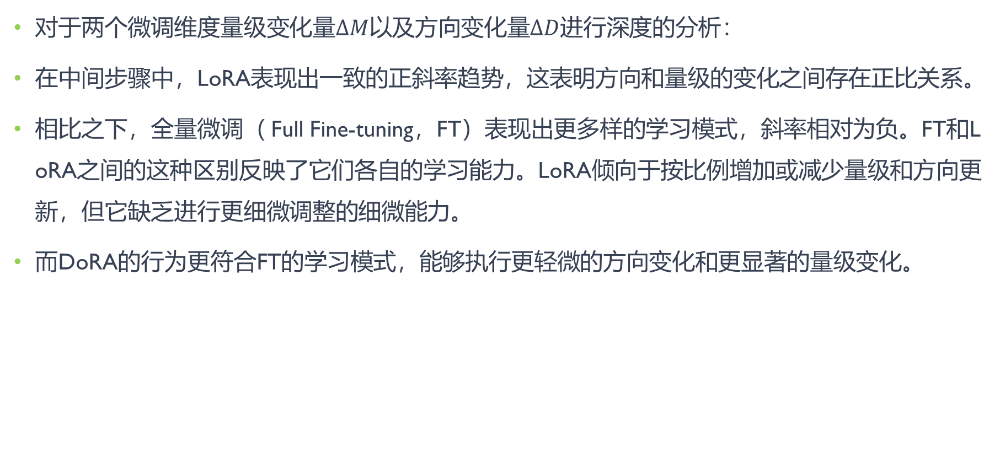 • 对于两个微调维度量级变化量Δ𝑀以及方向变化量Δ𝐷进行深度的分析：
• 在中间步骤中，LoRA表现出一致的正斜率趋势，这表明方向和量级的变化之间存在正比关系。
• 相比之下，全量微调（ Full Fine-tuning，FT）表现出更多样的学习模式，斜率相对为负。FT和L
oRA之间的这种区别反映了它们各自的学习能力。LoRA倾向于按比例增加或减少量级和方向更
新，但它缺乏进行更细微调整的细微能力。
• 而DoRA的行为更符合FT的学习模式，能够执行更轻微的方向变化和更显著的量级变化。